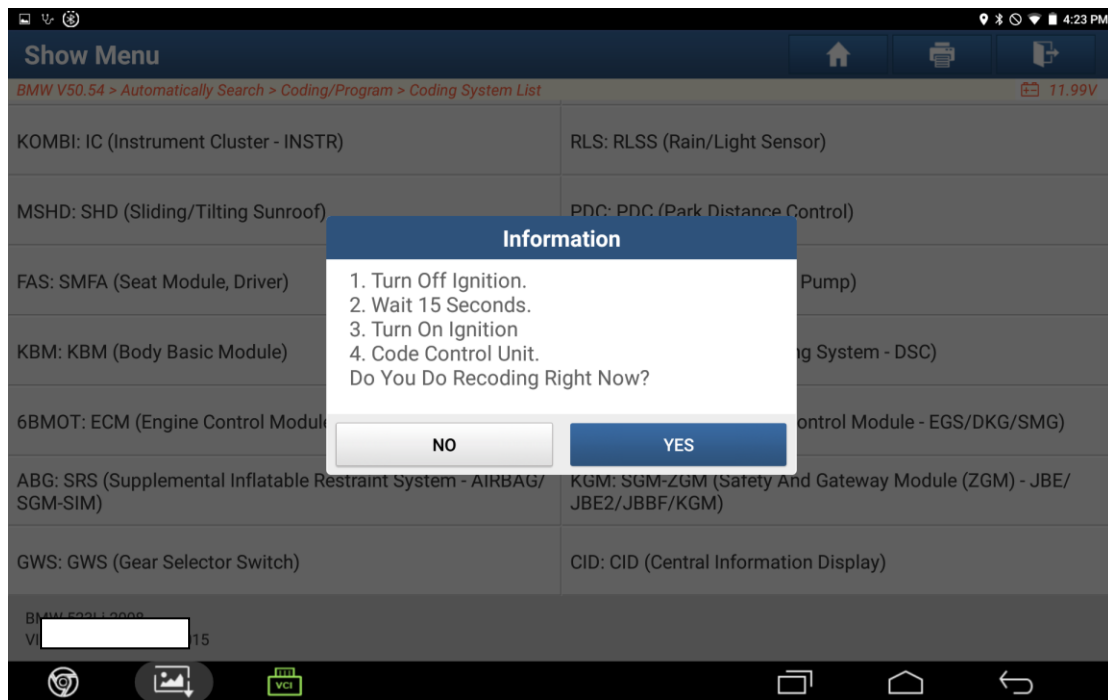 4:23 PM
Show Menu
BMW V50.54 > Automatically Search > Coding/Program > Coding System List
11.99V
KOMBI: IC (Instrument Cluster - INSTR)
RLS: RLSS (Rain/Light Sensor)
MSHD: SHD (Sliding/Tilting Sunroof)
PDC: PDC (Park Distance Control)
Information
1. Turn Off Ignition.
2. Wait 15 Seconds.
3. Turn On Ignition
4. Code Control Unit.
Do You Do Recoding Right Now?
NO
YES
FAS: SMFA (Seat Module, Driver)
Pump)
KBM: KBM (Body Basic Module)
System - DSC)
6BMOT: ECM (Engine Control Module
Control Module - EGS/DKG/SMG)
ABG: SRS (Supplemental Inflatable Restraint System - AIRBAG/
SGM-SIM)
KGM: SGM-ZGM (Safety And Gateway Module (ZGM) - JBE/
JBE2/JBBF/KGM)
GWS: GWS (Gear Selector Switch)
CID: CID (Central Information Display)
BMW 523Li 2008
15
VCI